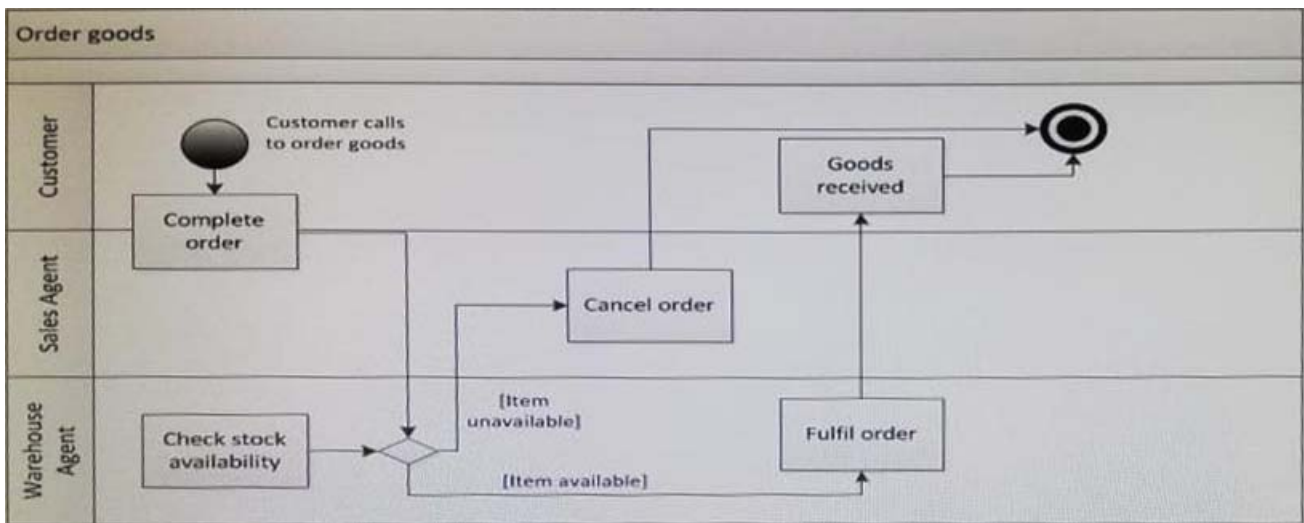 Order goods
Customer
Customer calls
to order goods
Complete
order
Goods
received
Sales Agent
Cancel order
Warehouse
Agent
Check stock
availability
[Item
unavailable]
[Item available]
Fulfil order